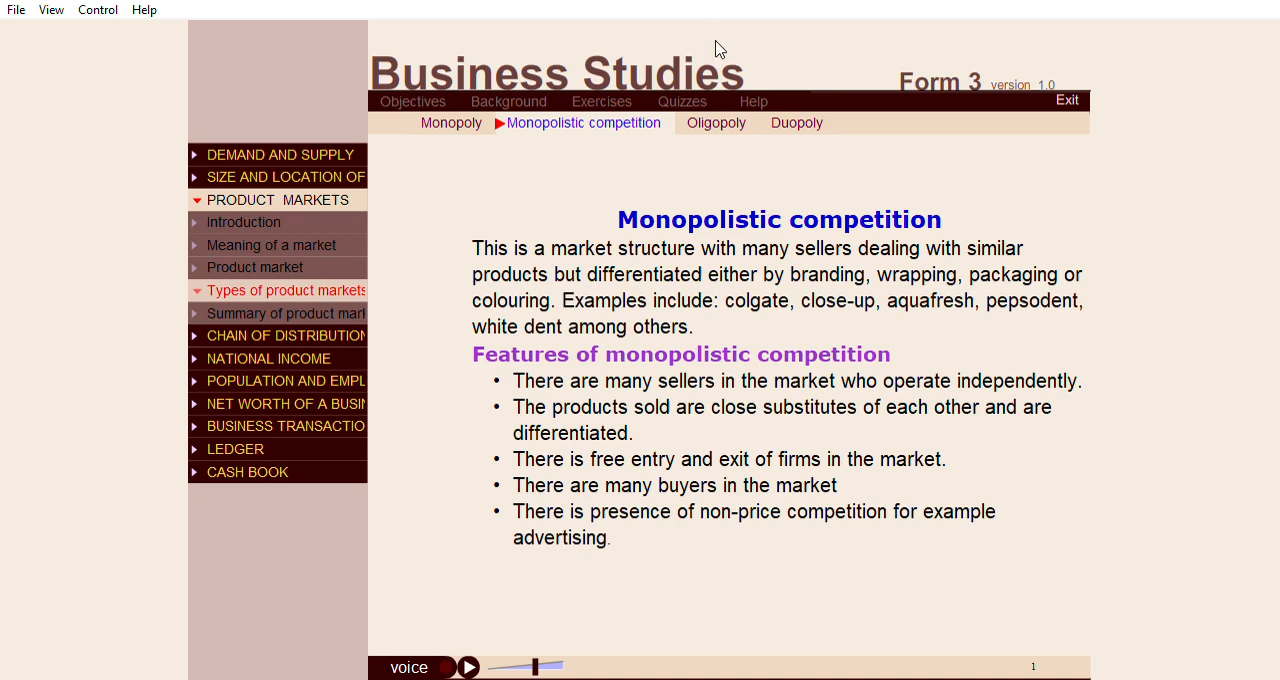 File View Control Help
Business Studies
Form 3 version 1.0
Objectives Background Exercises Quizzes Help Exit
Monopoly Monopolistic competition Oligopoly Duopoly
DEMAND AND SUPPLY
SIZE AND LOCATION OF
PRODUCT MARKETS
Introduction
Meaning of a market
Product market
Types of product markets
Summary of product mar
CHAIN OF DISTRIBUTION
NATIONAL INCOME
POPULATION AND EMPL
NET WORTH OF A BUSIN
BUSINESS TRANSACTIO
LEDGER
CASH BOOK
Monopolistic competition
This is a market structure with many sellers dealing with similar
products but differentiated either by branding, wrapping, packaging or
colouring. Examples include: colgate, close-up, aquafresh, pepsodent,
white dent among others.
Features of monopolistic competition
• There are many sellers in the market who operate independently.
• The products sold are close substitutes of each other and are
differentiated.
• There is free entry and exit of firms in the market.
• There are many buyers in the market
• There is presence of non-price competition for example
advertising.
voice
1